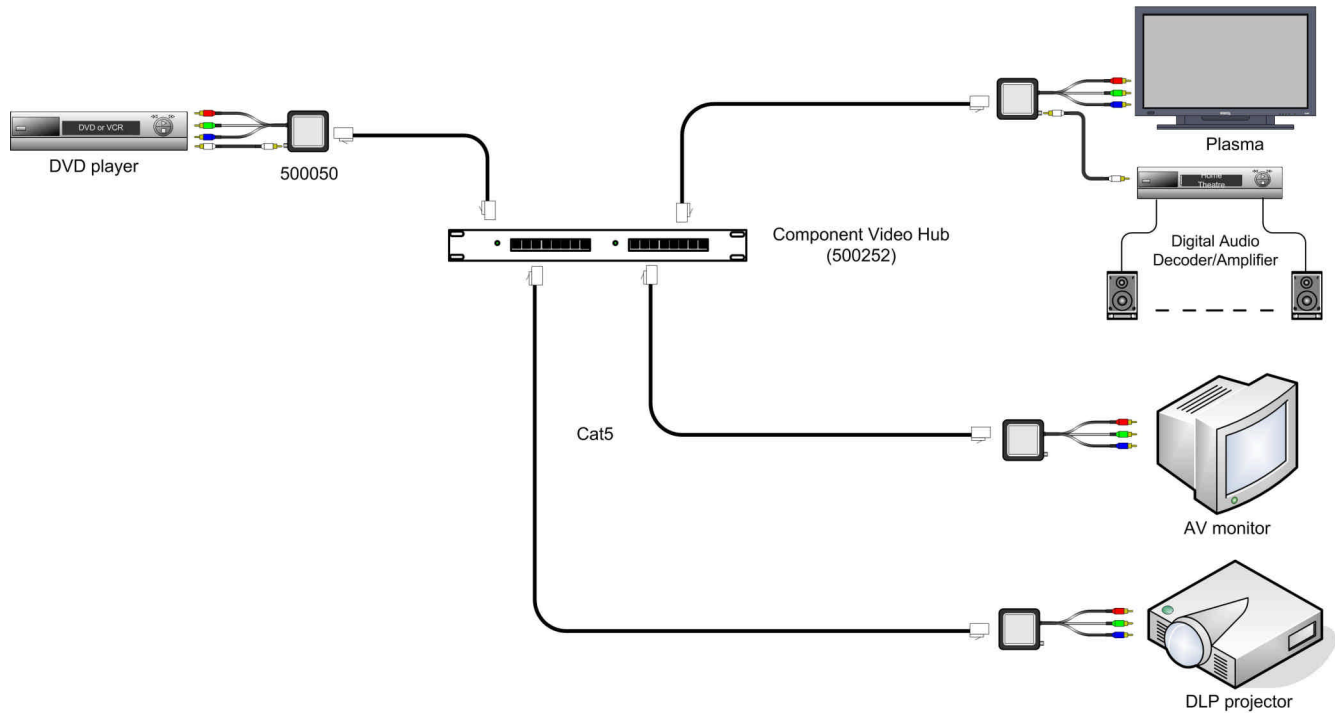 DVD or VCR
DVD player
500050
Plasma
Home
Theatre
Digital Audio
Decoder/Amplifier
Component Video Hub
(500252)
Cat5
AV monitor
DLP projector